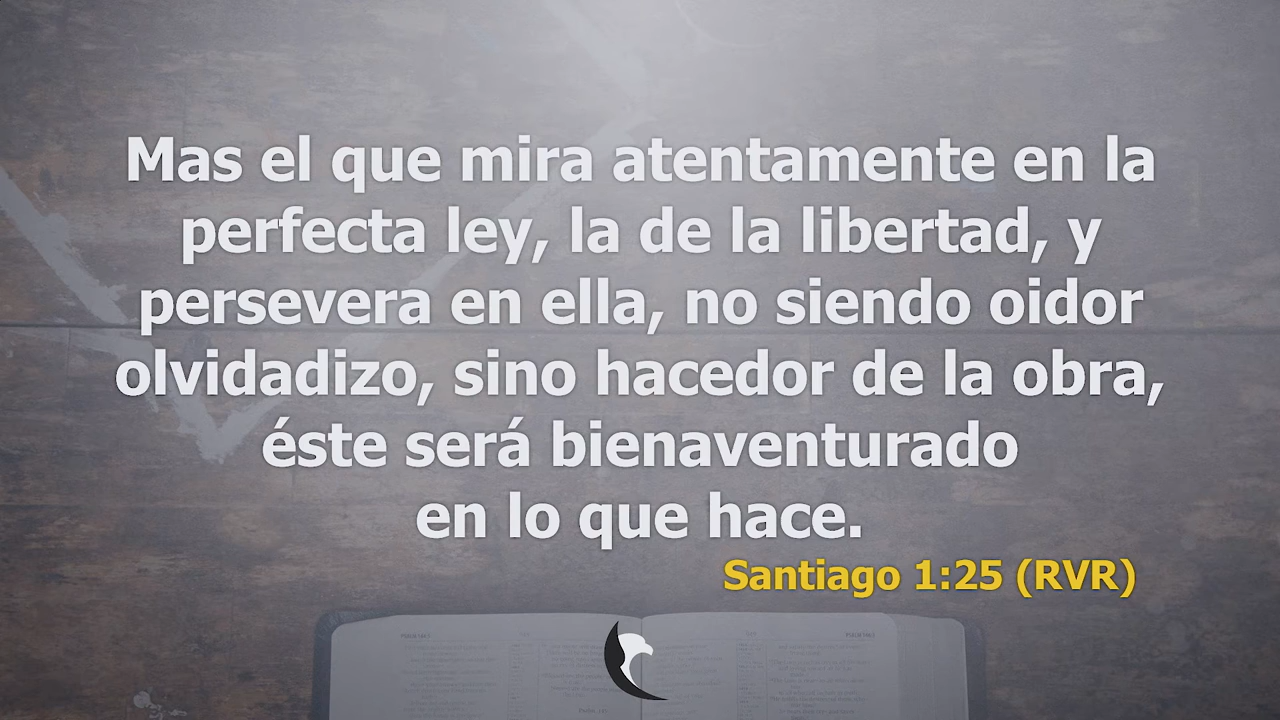 Mas el que mira atentamente en la
perfecta ley, la de la libertad, y
persevera en ella, no siendo oidor
olvidadizo, sino hacedor de la obra,
éste será bienaventurado
en lo que hace.
Santiago 1:25 (RVR)